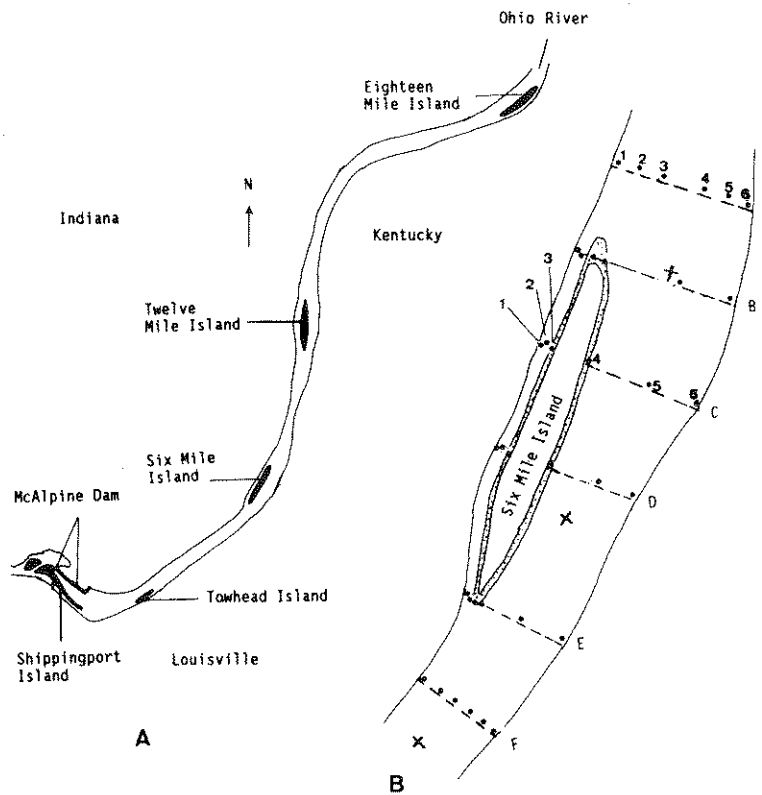 Ohio River
Eighteen
Mile Island
N
Indiana
Kentucky
Twelve
Mile Island
Six Mile
Island
McAlpine Dam
Towhead Island
Shippingport
Island
Louisville
A
1 2 3 4 5 6
B
1 2 3
4 5 6
C
Six Mile Island
D
X
E
F
X
B